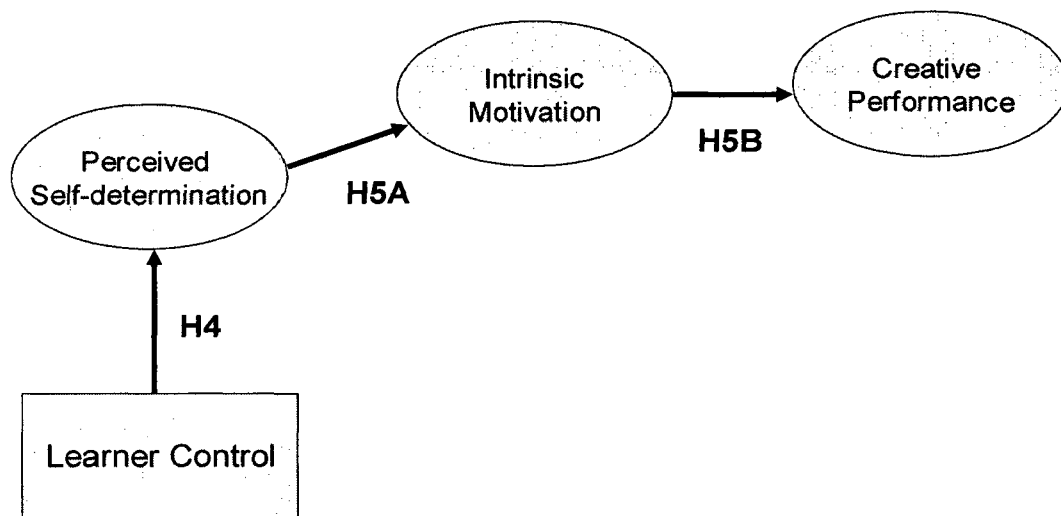 Intrinsic
Motivation
Creative
Performance
H5B
Perceived
Self-determination
H5A
H4
Learner Control